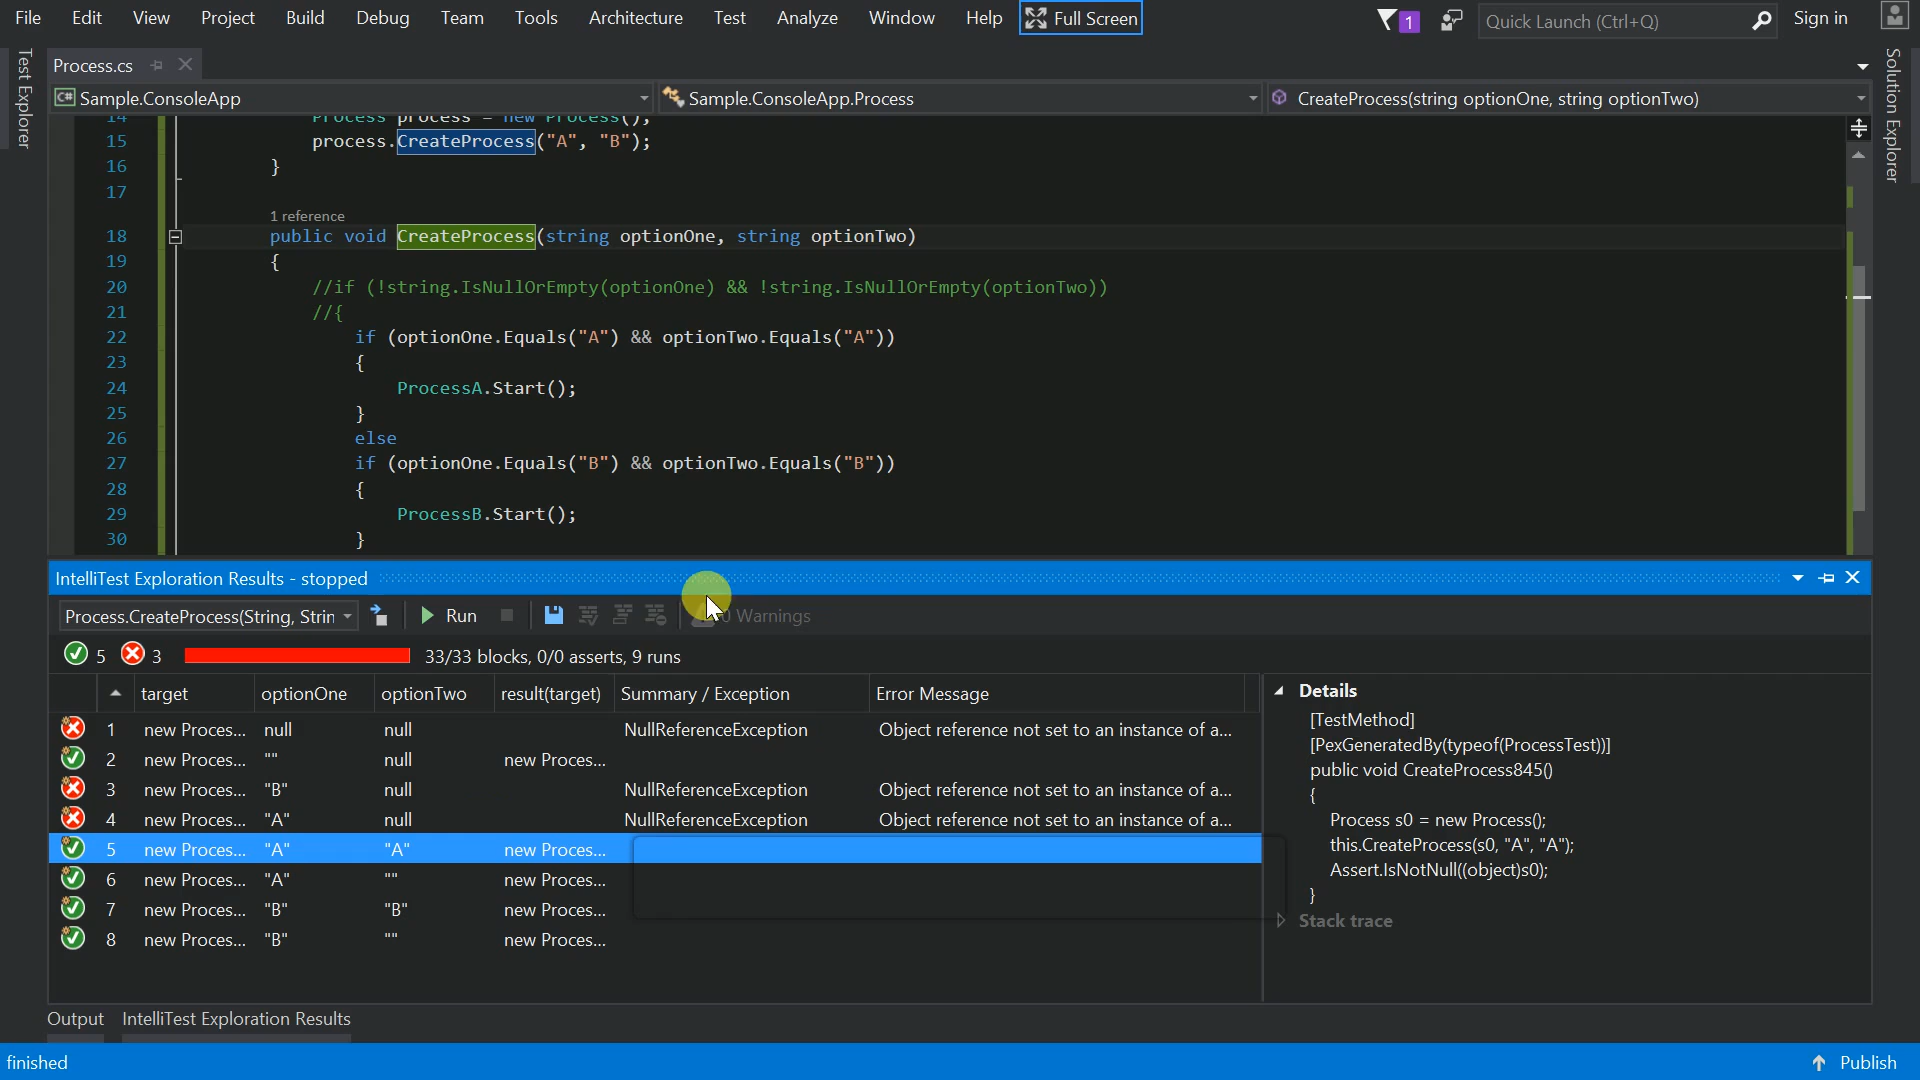 File Edit View Project Build Debug Team Tools Architecture Test Analyze Window Help Full Screen 1 Quick Launch (Ctrl+Q) Sign in
Test Explorer
Process.cs
Solution Explorer
C# Sample.ConsoleApp Sample.ConsoleApp.Process CreateProcess(string optionOne, string optionTwo)
14 Process process = new Process();
15 process.CreateProcess("A", "B");
16 }
17
1 reference
18 public void CreateProcess(string optionOne, string optionTwo)
19 {
20 //if (!string.IsNullOrEmpty(optionOne) && !string.IsNullOrEmpty(optionTwo))
21 //{
22 if (optionOne.Equals("A") && optionTwo.Equals("A"))
23 {
24 ProcessA.Start();
25 }
26 else
27 if (optionOne.Equals("B") && optionTwo.Equals("B"))
28 {
29 ProcessB.Start();
30 }
IntelliTest Exploration Results - stopped
Process.CreateProcess(String, Strin Run 0 Warnings
5 3 33/33 blocks, 0/0 asserts, 9 runs
target optionOne optionTwo result(target) Summary / Exception Error Message
1 new Proces... null null NullReferenceException Object reference not set to an instance of a...
2 new Proces... "" null new Proces...
3 new Proces... "B" null NullReferenceException Object reference not set to an instance of a...
4 new Proces... "A" null NullReferenceException Object reference not set to an instance of a...
5 new Proces... "A" "A" new Proces...
6 new Proces... "A" "" new Proces...
7 new Proces... "B" "B" new Proces...
8 new Proces... "B" "" new Proces...
Details
[TestMethod]
[PexGeneratedBy(typeof(ProcessTest))]
public void CreateProcess845()
{
Process s0 = new Process();
this.CreateProcess(s0, "A", "A");
Assert.IsNotNull((object)s0);
}
Stack trace
Output IntelliTest Exploration Results
finished Publish